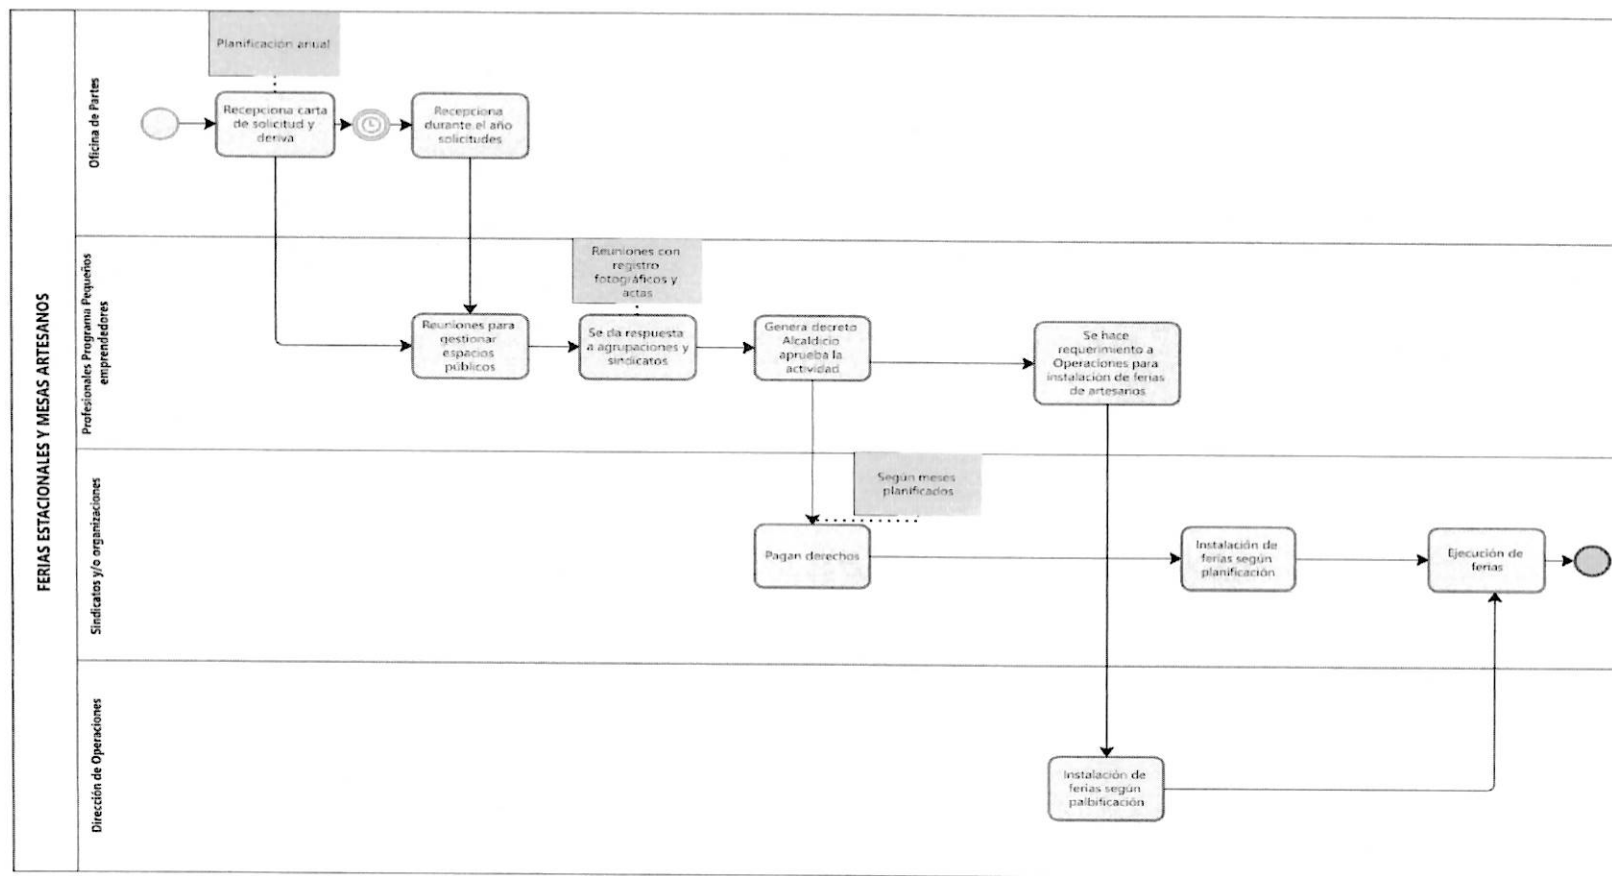 FERIAS ESTACIONALES Y MESAS ARTESANOS
Oficina de Partes
Planificación anual
Recepciona carta
de solicitud y
deriva
Recepciona
durante el año
solicitudes
Profesionales Programa Pequeños
emprendedores
Reuniones para
gestionar
espacios
públicos
Reuniones con
registro
fotográficos y
actas
Se da respuesta
a agrupaciones y
sindicatos
Genera decreto
Alcaldicio
aprueba la
actividad
Se hace
requerimiento a
Operaciones para
instalación de ferias
de artesanos
Sindicatos y/o organizaciones
Según meses
planificados
Pagan derechos
Instalación de
ferias según
planificación
Ejecución de
ferias
Dirección de Operaciones
Instalación de
ferias según
palbificación